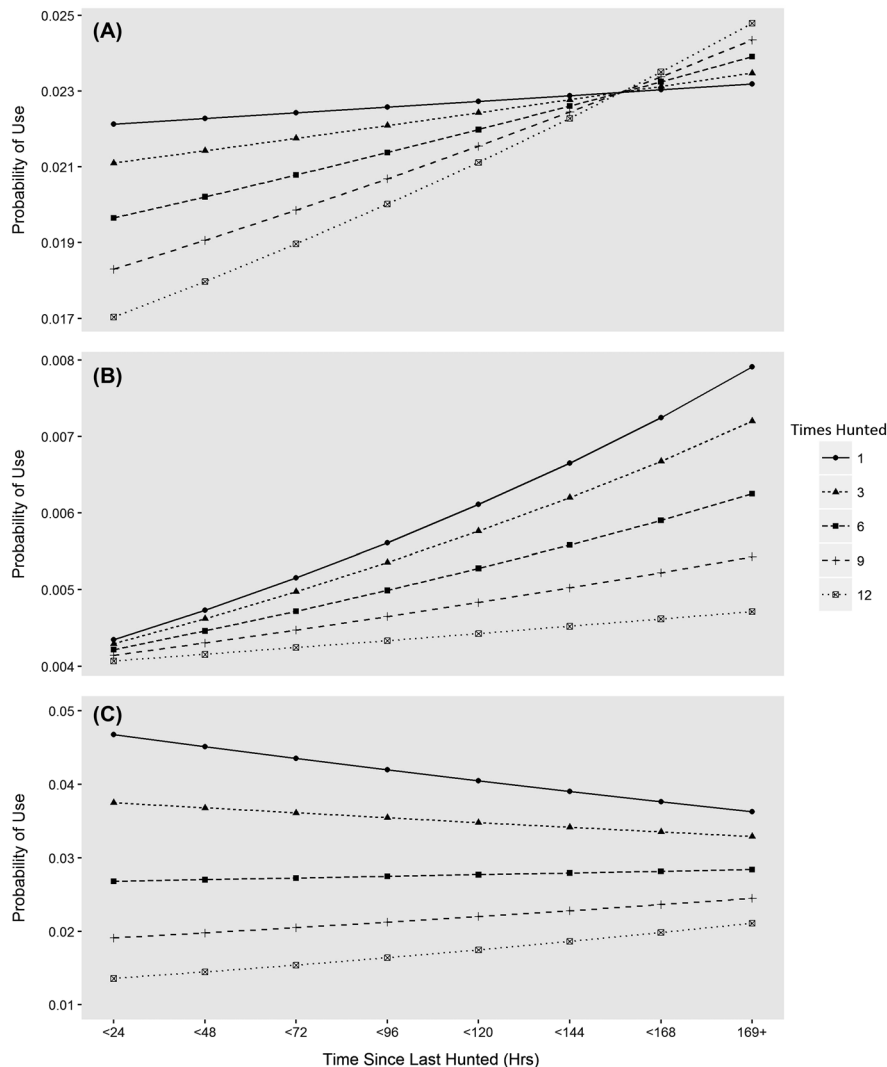 (A)
0.025
0.023
0.021
0.019
0.017
Probability of Use
(B)
0.008
0.007
0.006
0.005
0.004
Probability of Use
Times Hunted
1
3
6
9
12
(C)
0.05
0.04
0.03
0.02
0.01
Probability of Use
<24 <48 <72 <96 <120 <144 <168 169+
Time Since Last Hunted (Hrs)